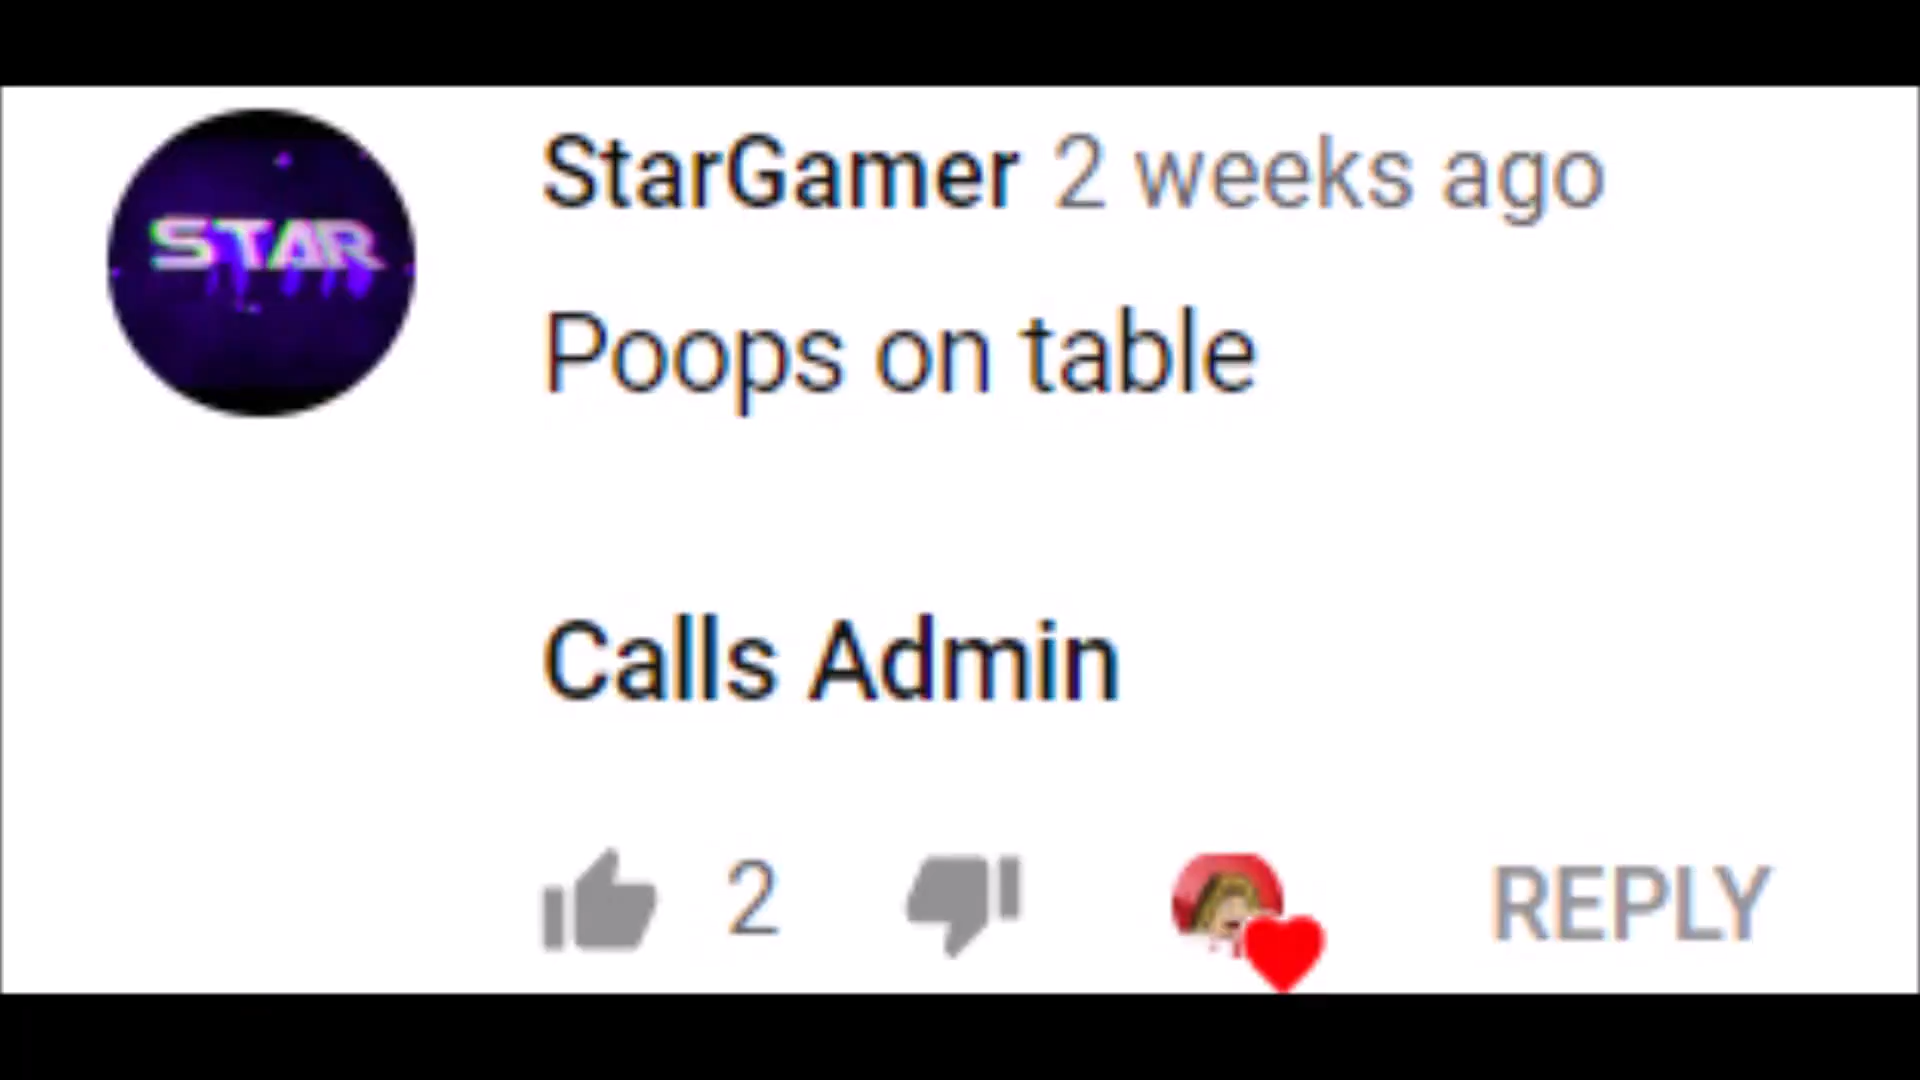 STAR
StarGamer 2 weeks ago
Poops on table
Calls Admin
2
REPLY